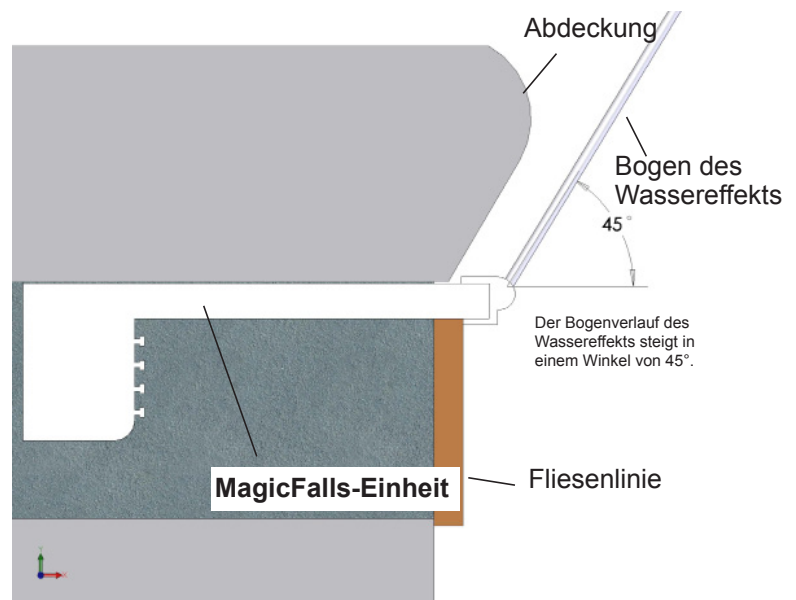 Abdeckung
Bogen des
Wassereffekts
45°
Der Bogenverlauf des
Wassereffekts steigt in
einem Winkel von 45°.
MagicFalls-Einheit
Fliesenlinie
Y
X